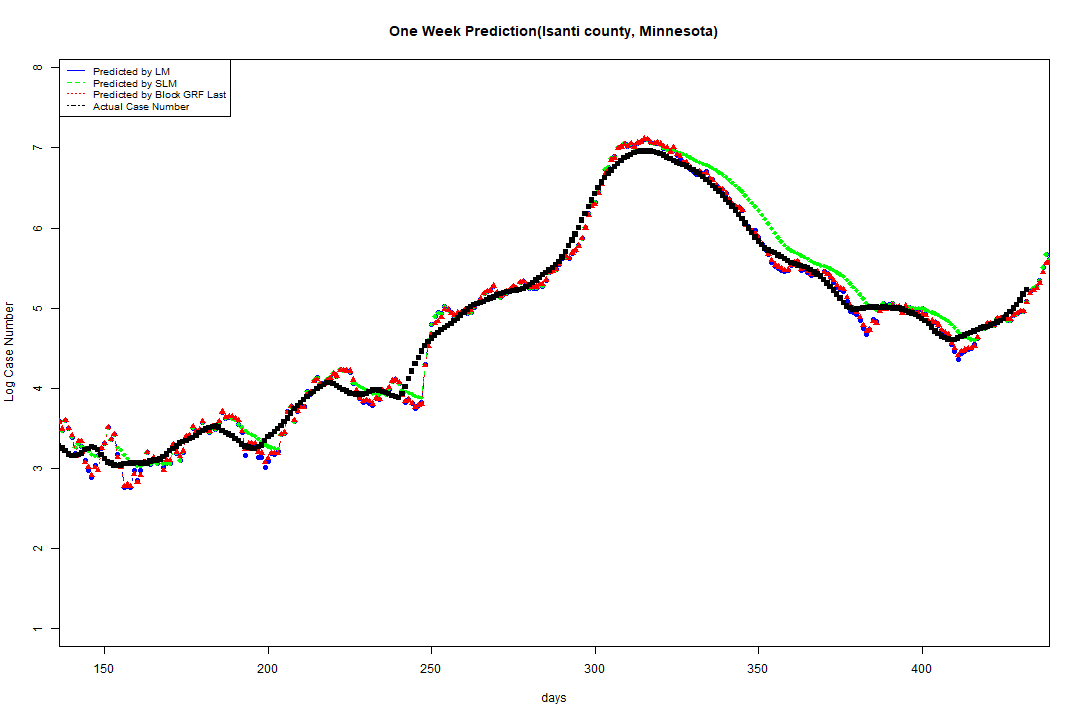 One Week Prediction(Isanti county, Minnesota)
Predicted by LM
Predicted by SLM
Predicted by Block GRF Last
Actual Case Number
8
7
6
5
4
3
2
1
Log Case Number
150 200 250 300 350 400
days